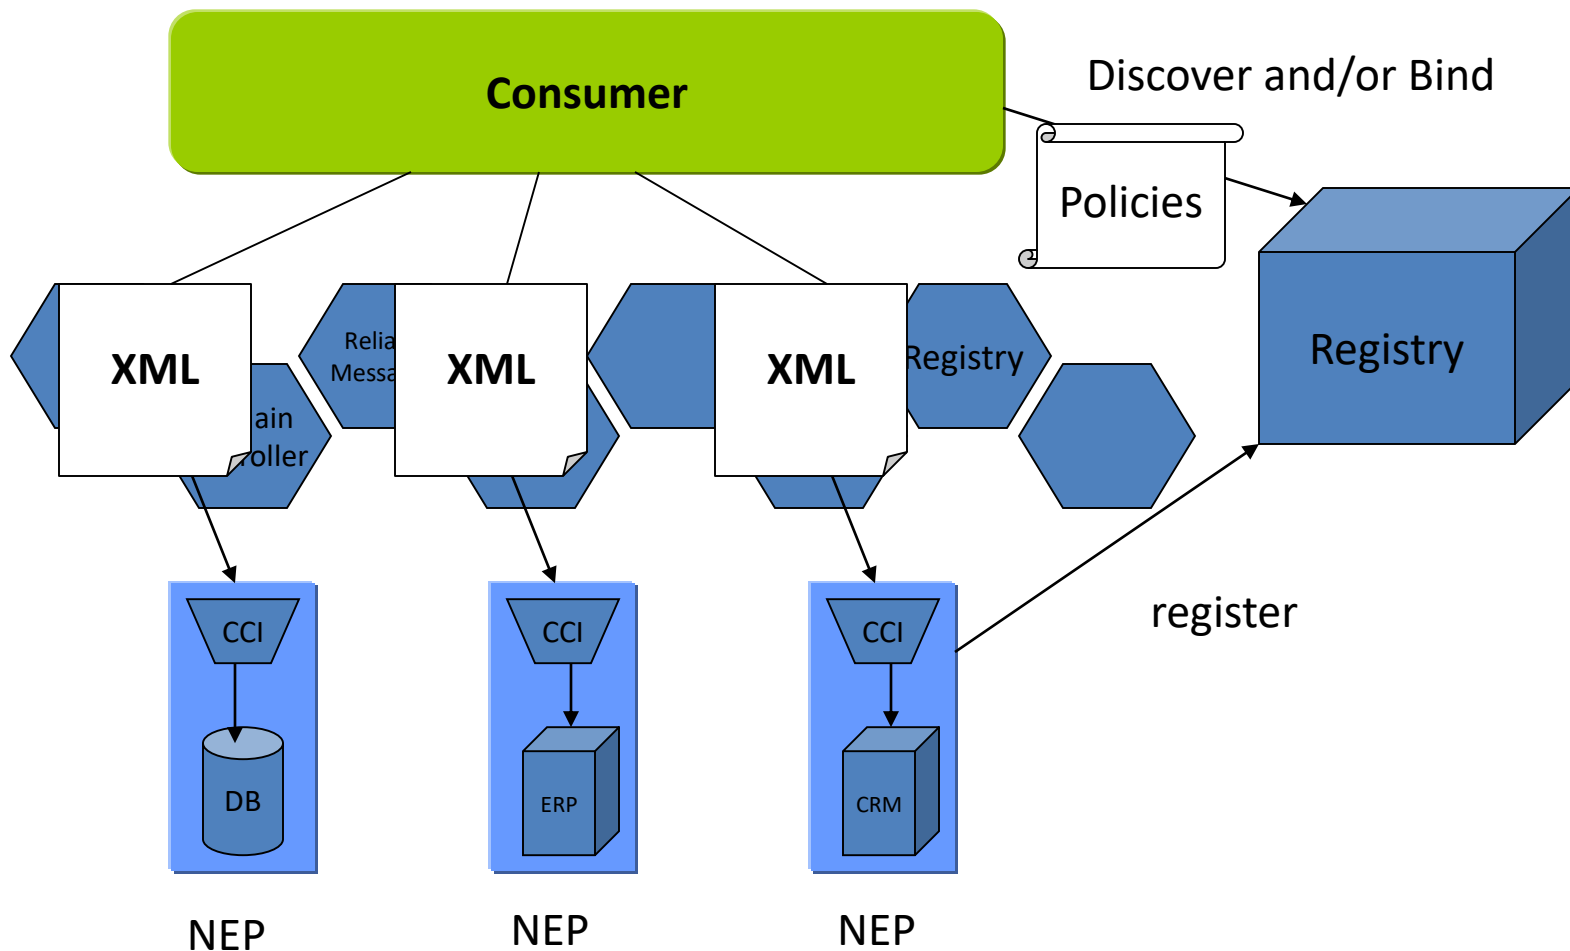 Consumer
Discover and/or Bind
Policies
Registry
XML
XML
XML
Registry
register
CCI
CCI
CCI
DB
ERP
CRM
NEP
NEP
NEP